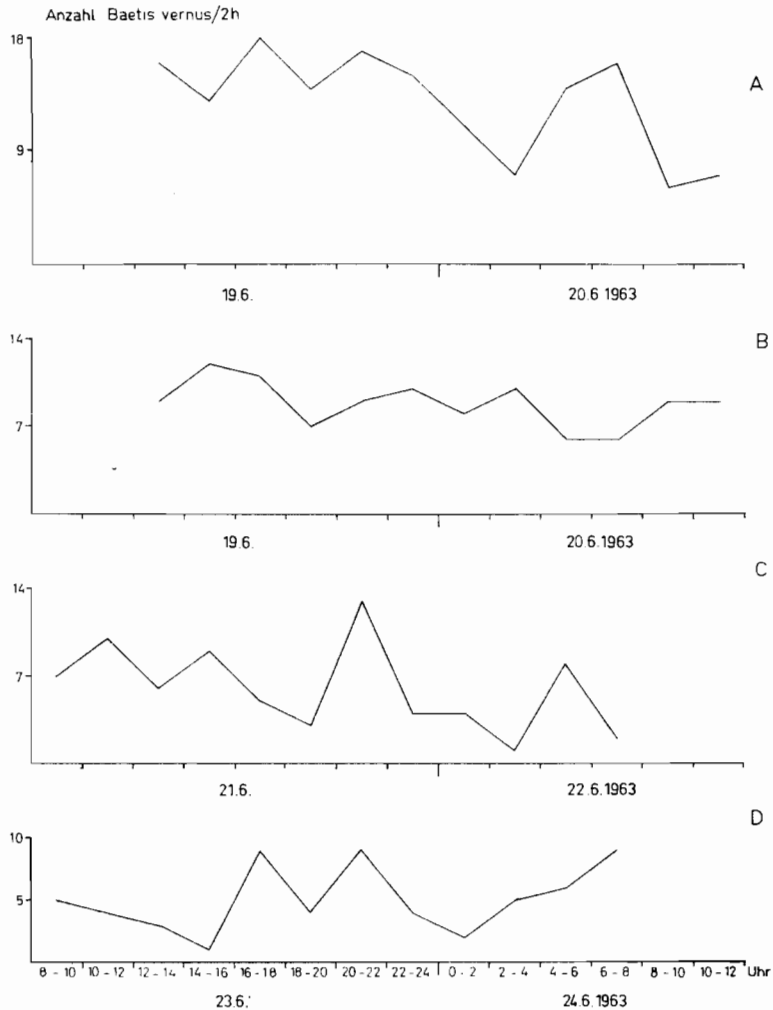 Anzahl Baetis vernus/2h
18
A
9
19.6. 20.6 1963
14
B
7
19.6. 20.6.1963
C
14
7
21.6. 22.6.1963
D
10
5
8 - 10 10 - 12 12 - 14 14 - 16 16 - 18 18 - 20 20 - 22 22 - 24 0 - 2 2 - 4 4 - 6 6 - 8 8 - 10 10 - 12 Uhr
23.6. 24.6.1963